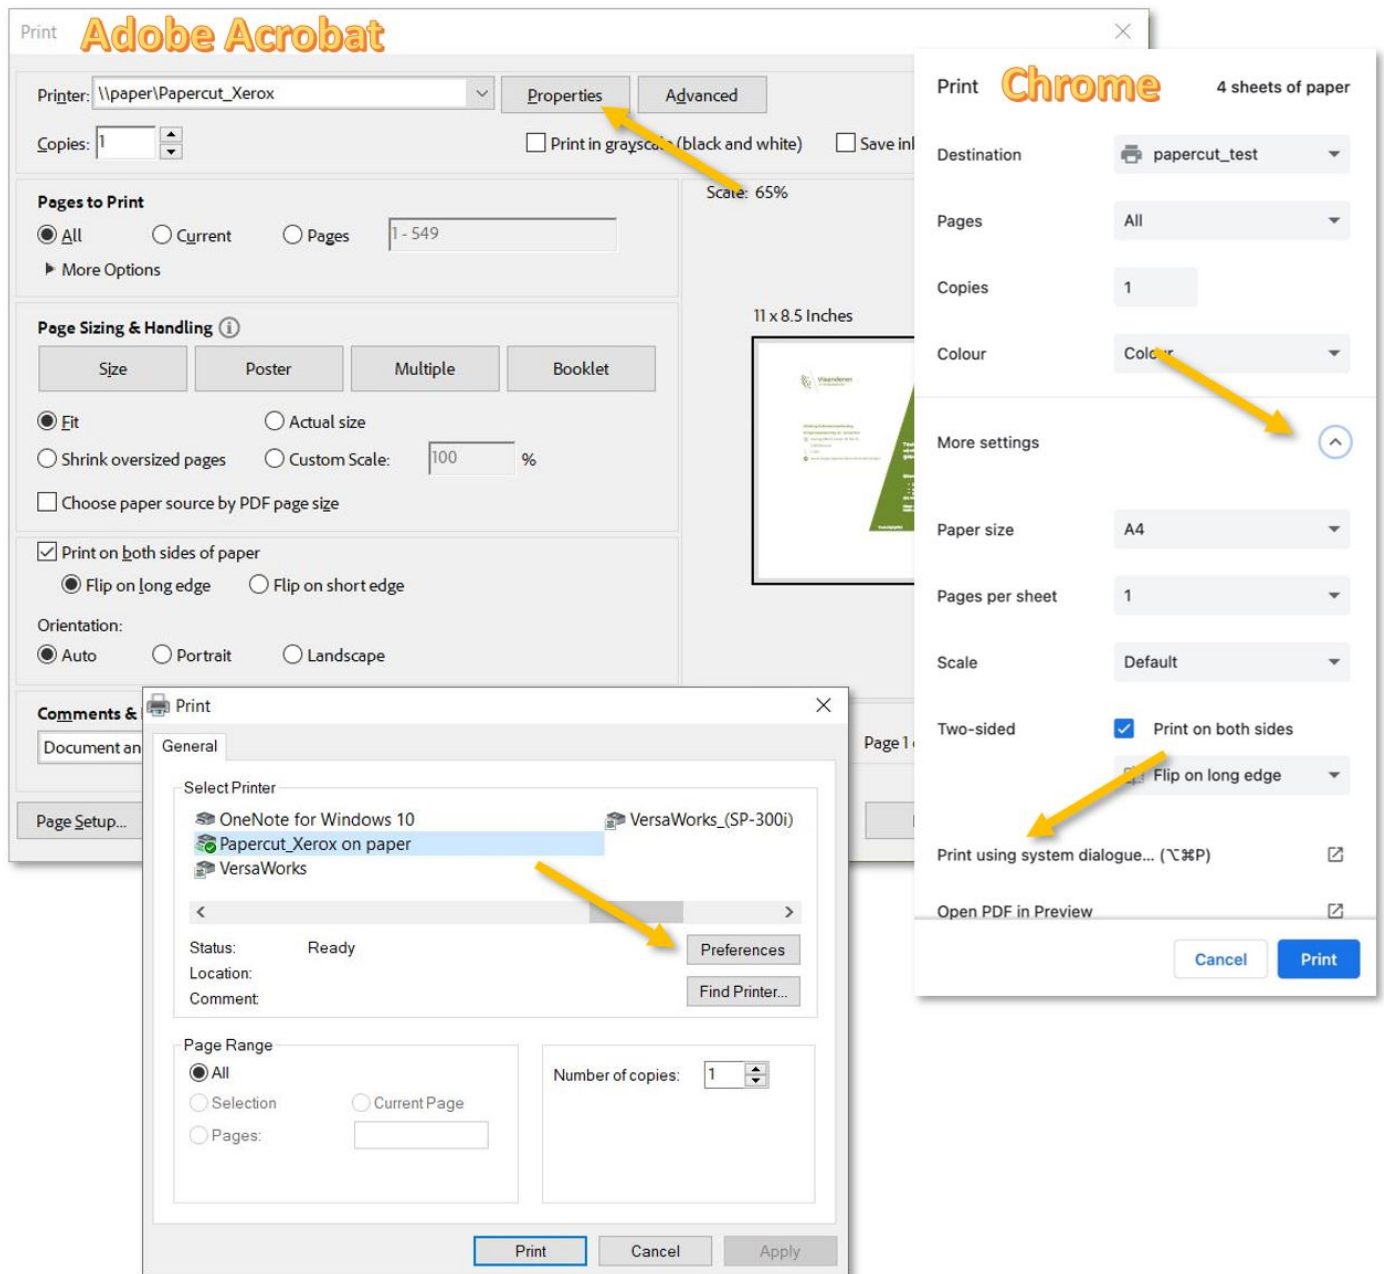 Print Adobe Acrobat
Printer: \\paper\Papercut_Xerox
Properties
Advanced
Copies: 1
Print in grayscale (black and white)
Save in
Pages to Print
All
Current
Pages
1 - 549
More Options
Scale: 65%
Page Sizing & Handling
Size
Poster
Multiple
Booklet
Fit
Actual size
Shrink oversized pages
Custom Scale:
100
%
Choose paper source by PDF page size
11 x 8.5 Inches
Vlaanderen
Print on both sides of paper
Flip on long edge
Flip on short edge
Orientation:
Auto
Portrait
Landscape
Comments &
Document an
Page 1
Page Setup...
Print
General
Select Printer
OneNote for Windows 10
VersaWorks_(SP-300i)
Papercut_Xerox on paper
VersaWorks
Status: Ready
Location:
Comment:
Preferences
Find Printer...
Page Range
All
Selection
Current Page
Pages:
Number of copies: 1
Print
Cancel
Apply
Print Chrome 4 sheets of paper
Destination papercut_test
Pages All
Copies 1
Colour Colour
More settings
Paper size A4
Pages per sheet 1
Scale Default
Two-sided Print on both sides
Flip on long edge
Print using system dialogue... (⌥⌘P)
Open PDF in Preview
Cancel
Print